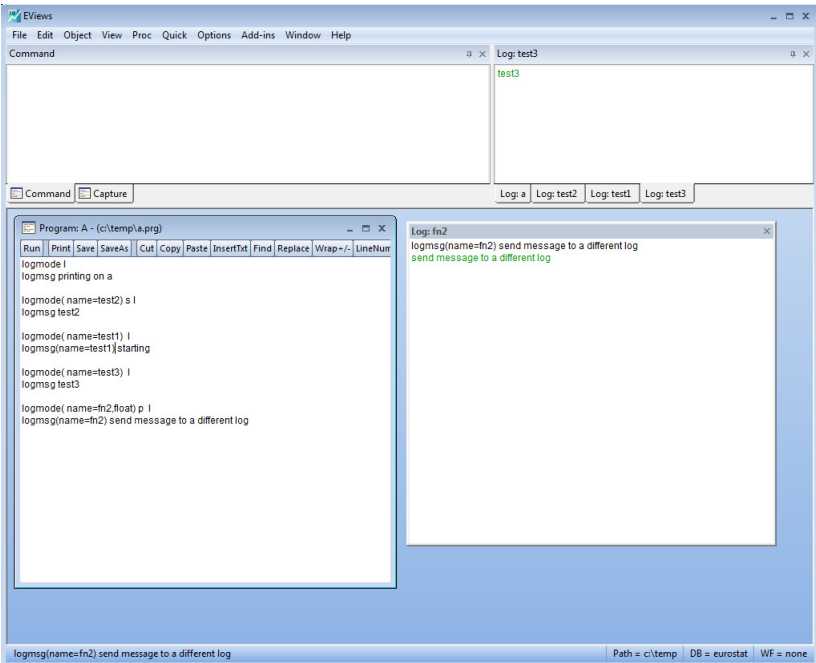 EViews
File Edit Object View Proc Quick Options Add-ins Window Help
Command
Log: test3
test3
Command Capture
Log: a Log: test2 Log: test1 Log: test3
Program: A - (c:\temp\a.prg)
Run Print Save SaveAs Cut Copy Paste InsertTxt Find Replace Wrap+/- LineNum
logmode l
logmsg printing on a
logmode( name=test2) s l
logmsg test2
logmode( name=test1)  l
logmsg(name=test1) starting
logmode( name=test3)  l
logmsg test3
logmode( name=fn2,float) p  l
logmsg(name=fn2) send message to a different log
Log: fn2
logmsg(name=fn2) send message to a different log
send message to a different log
logmsg(name=fn2) send message to a different log
Path = c:\temp DB = eurostat WF = none